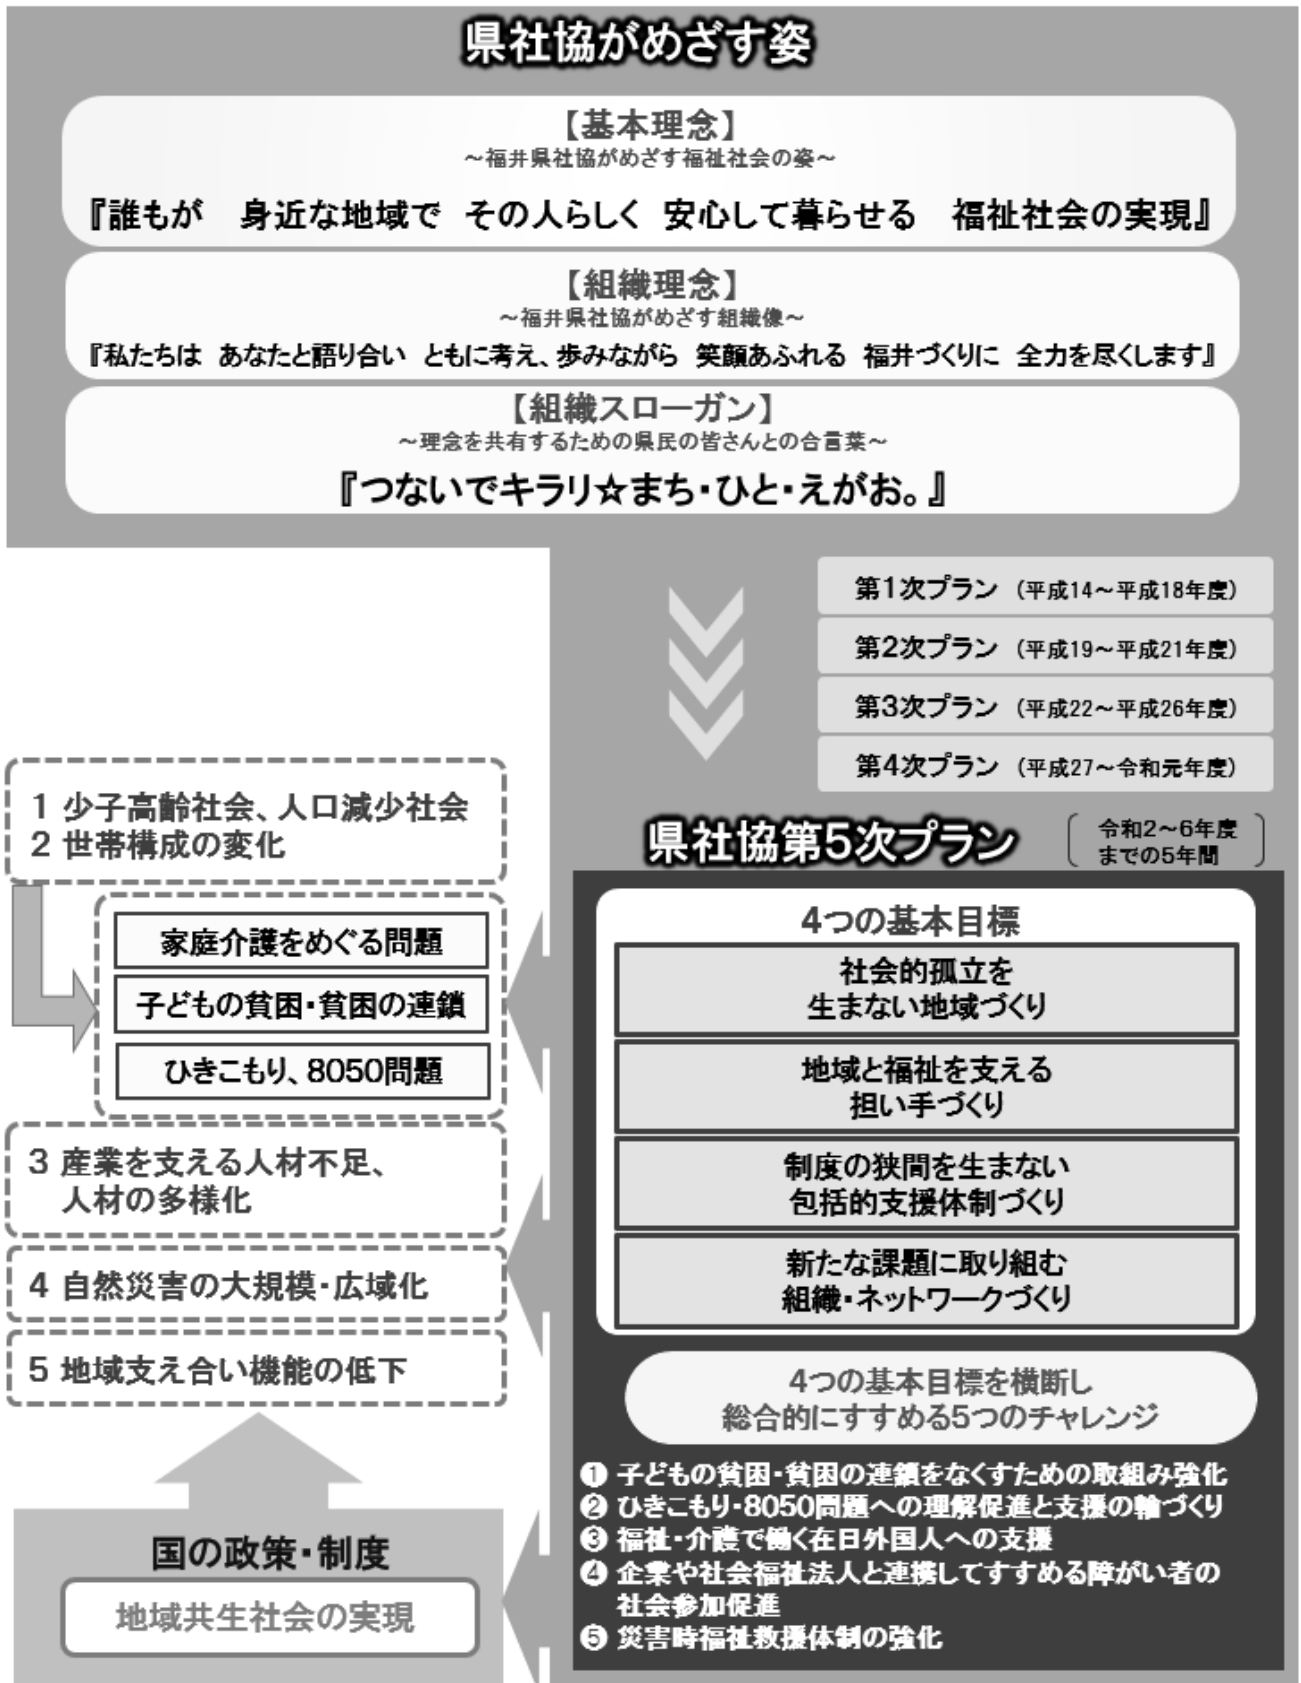 県社協がめざす姿
【基本理念】
～福井県社協がめざす福祉社会の姿～
『誰もが 身近な地域で その人らしく 安心して暮らせる 福祉社会の実現』
【組織理念】
～福井県社協がめざす組織像～
『私たちは あなたと語り合い ともに考え、歩みながら 笑顔あふれる 福井づくりに 全力を尽くします』
【組織スローガン】
～理念を共有するための県民の皆さんとの合言葉～
『つないでキラリ☆まち・ひと・えがお。』
第1次プラン（平成14～平成18年度）
第2次プラン（平成19～平成21年度）
第3次プラン（平成22～平成26年度）
第4次プラン（平成27～令和元年度）
県社協第5次プラン
令和2～6年度
までの5年間
1 少子高齢社会、人口減少社会
2 世帯構成の変化
家庭介護をめぐる問題
子どもの貧困・貧困の連鎖
ひきこもり、8050問題
3 産業を支える人材不足、
人材の多様化
4 自然災害の大規模・広域化
5 地域支え合い機能の低下
国の政策・制度
地域共生社会の実現
4つの基本目標
社会的孤立を
生まない地域づくり
地域と福祉を支える
担い手づくり
制度の狭間を生まない
包括的支援体制づくり
新たな課題に取り組む
組織・ネットワークづくり
4つの基本目標を横断し
総合的にすすめる5つのチャレンジ
❶ 子どもの貧困・貧困の連鎖をなくすための取組み強化
❷ ひきこもり・8050問題への理解促進と支援の輪づくり
❸ 福祉・介護で働く在日外国人への支援
❹ 企業や社会福祉法人と連携してすすめる障がい者の
社会参加促進
❺ 災害時福祉救援体制の強化